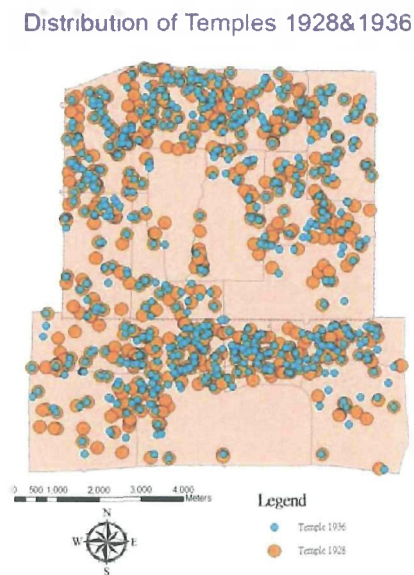 Distribution of Temples 1928&1936
0 500 1.000 2.000 3.000 4.000
Meters
N
W E
S
Legend
Temple 1936
Temple 1928